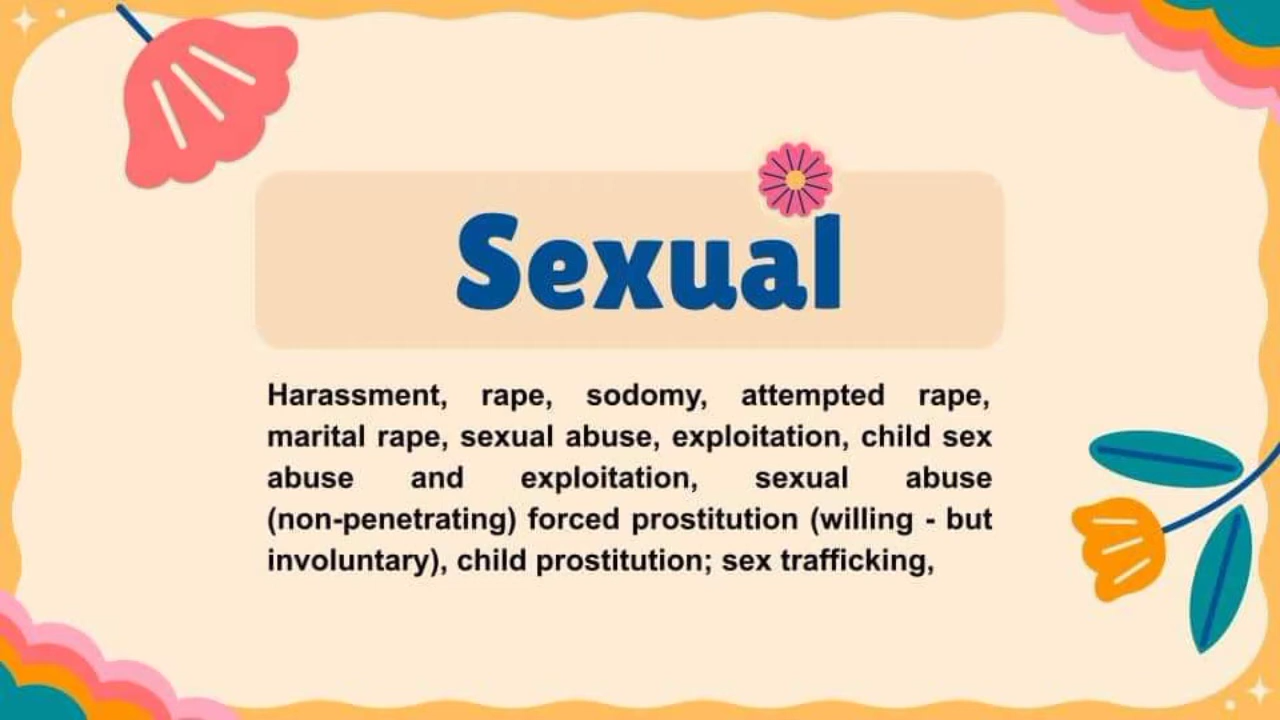 Sexual
Harassment, rape, sodomy, attempted rape,
marital rape, sexual abuse, exploitation, child sex
abuse and exploitation, sexual abuse
(non-penetrating) forced prostitution (willing - but
involuntary), child prostitution; sex trafficking,